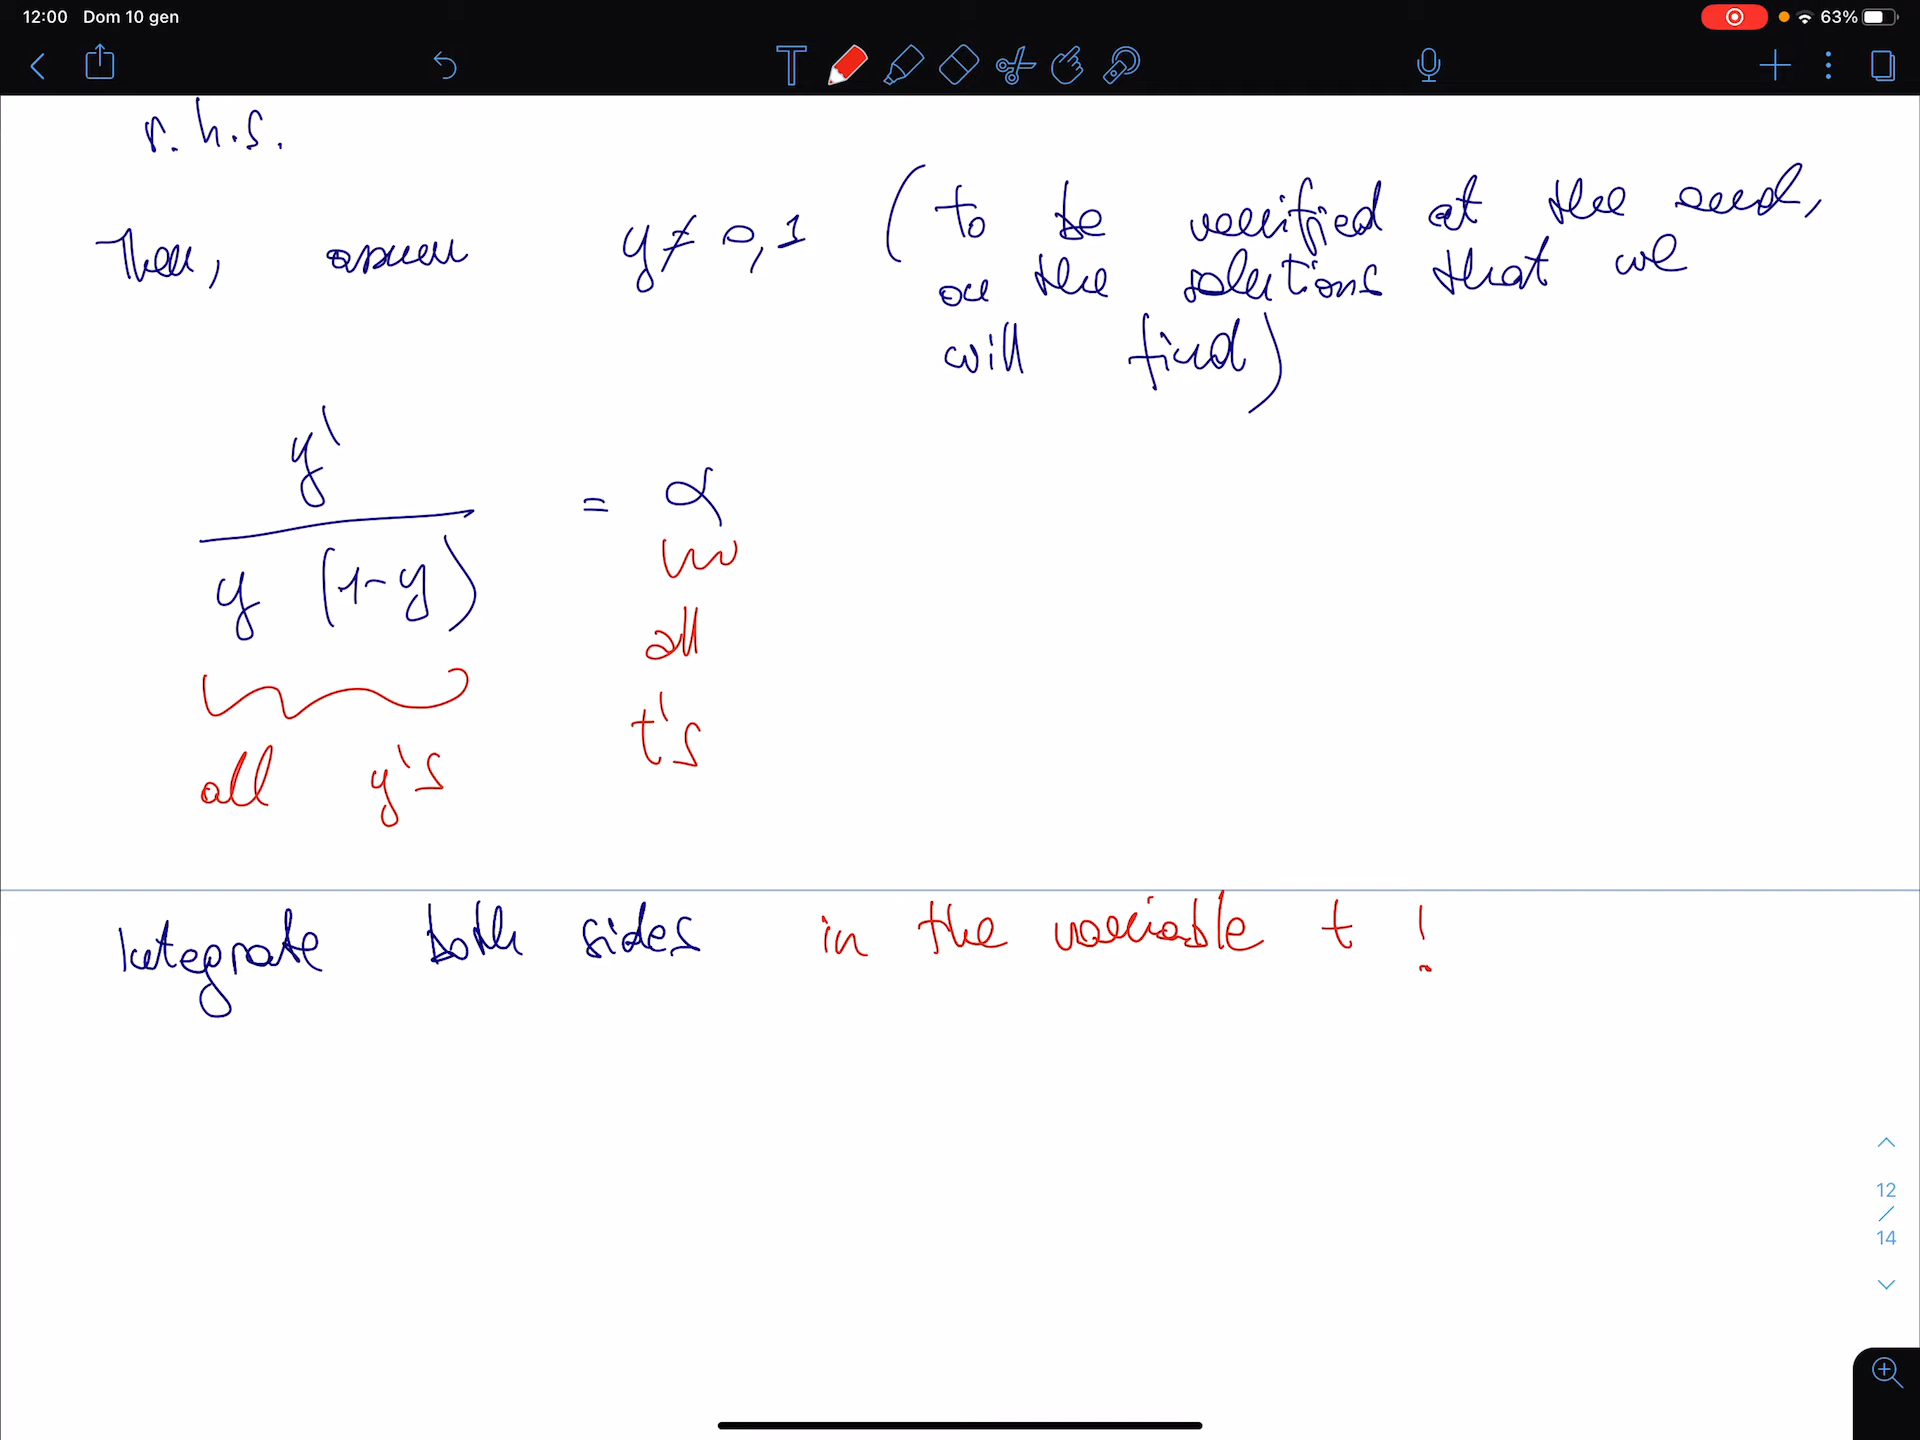 12:00 Dom 10 gen
63%
r.h.s.
Then, assume y ≠ 0,1 (to be verified at the end,
on the solutions that we
will find)
y'
y (1-y)
= α
all
t's
all y's
Integrate both sides in the variable t !
12
/
14